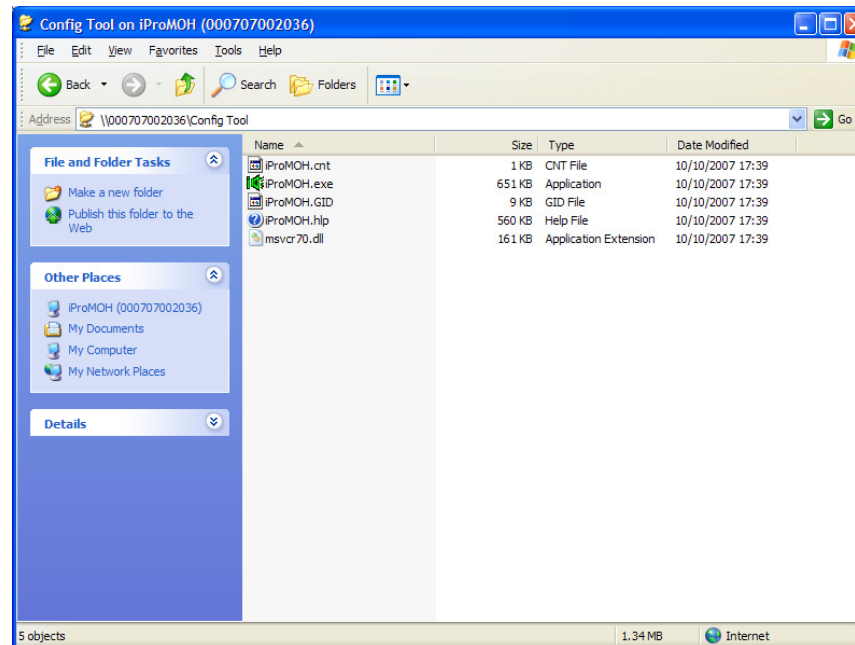 Config Tool on iProMOH (000707002036)
File Edit View Favorites Tools Help
Back Search Folders
Address \\000707002036\Config Tool Go
File and Folder Tasks
Make a new folder
Publish this folder to the
Web
Other Places
iProMOH (000707002036)
My Documents
My Computer
My Network Places
Details
Name Size Type Date Modified
iProMOH.cnt 1 KB CNT File 10/10/2007 17:39
iProMOH.exe 651 KB Application 10/10/2007 17:39
iProMOH.GID 9 KB GID File 10/10/2007 17:39
iProMOH.hlp 560 KB Help File 10/10/2007 17:39
msvcr70.dll 161 KB Application Extension 10/10/2007 17:39
5 objects 1.34 MB Internet